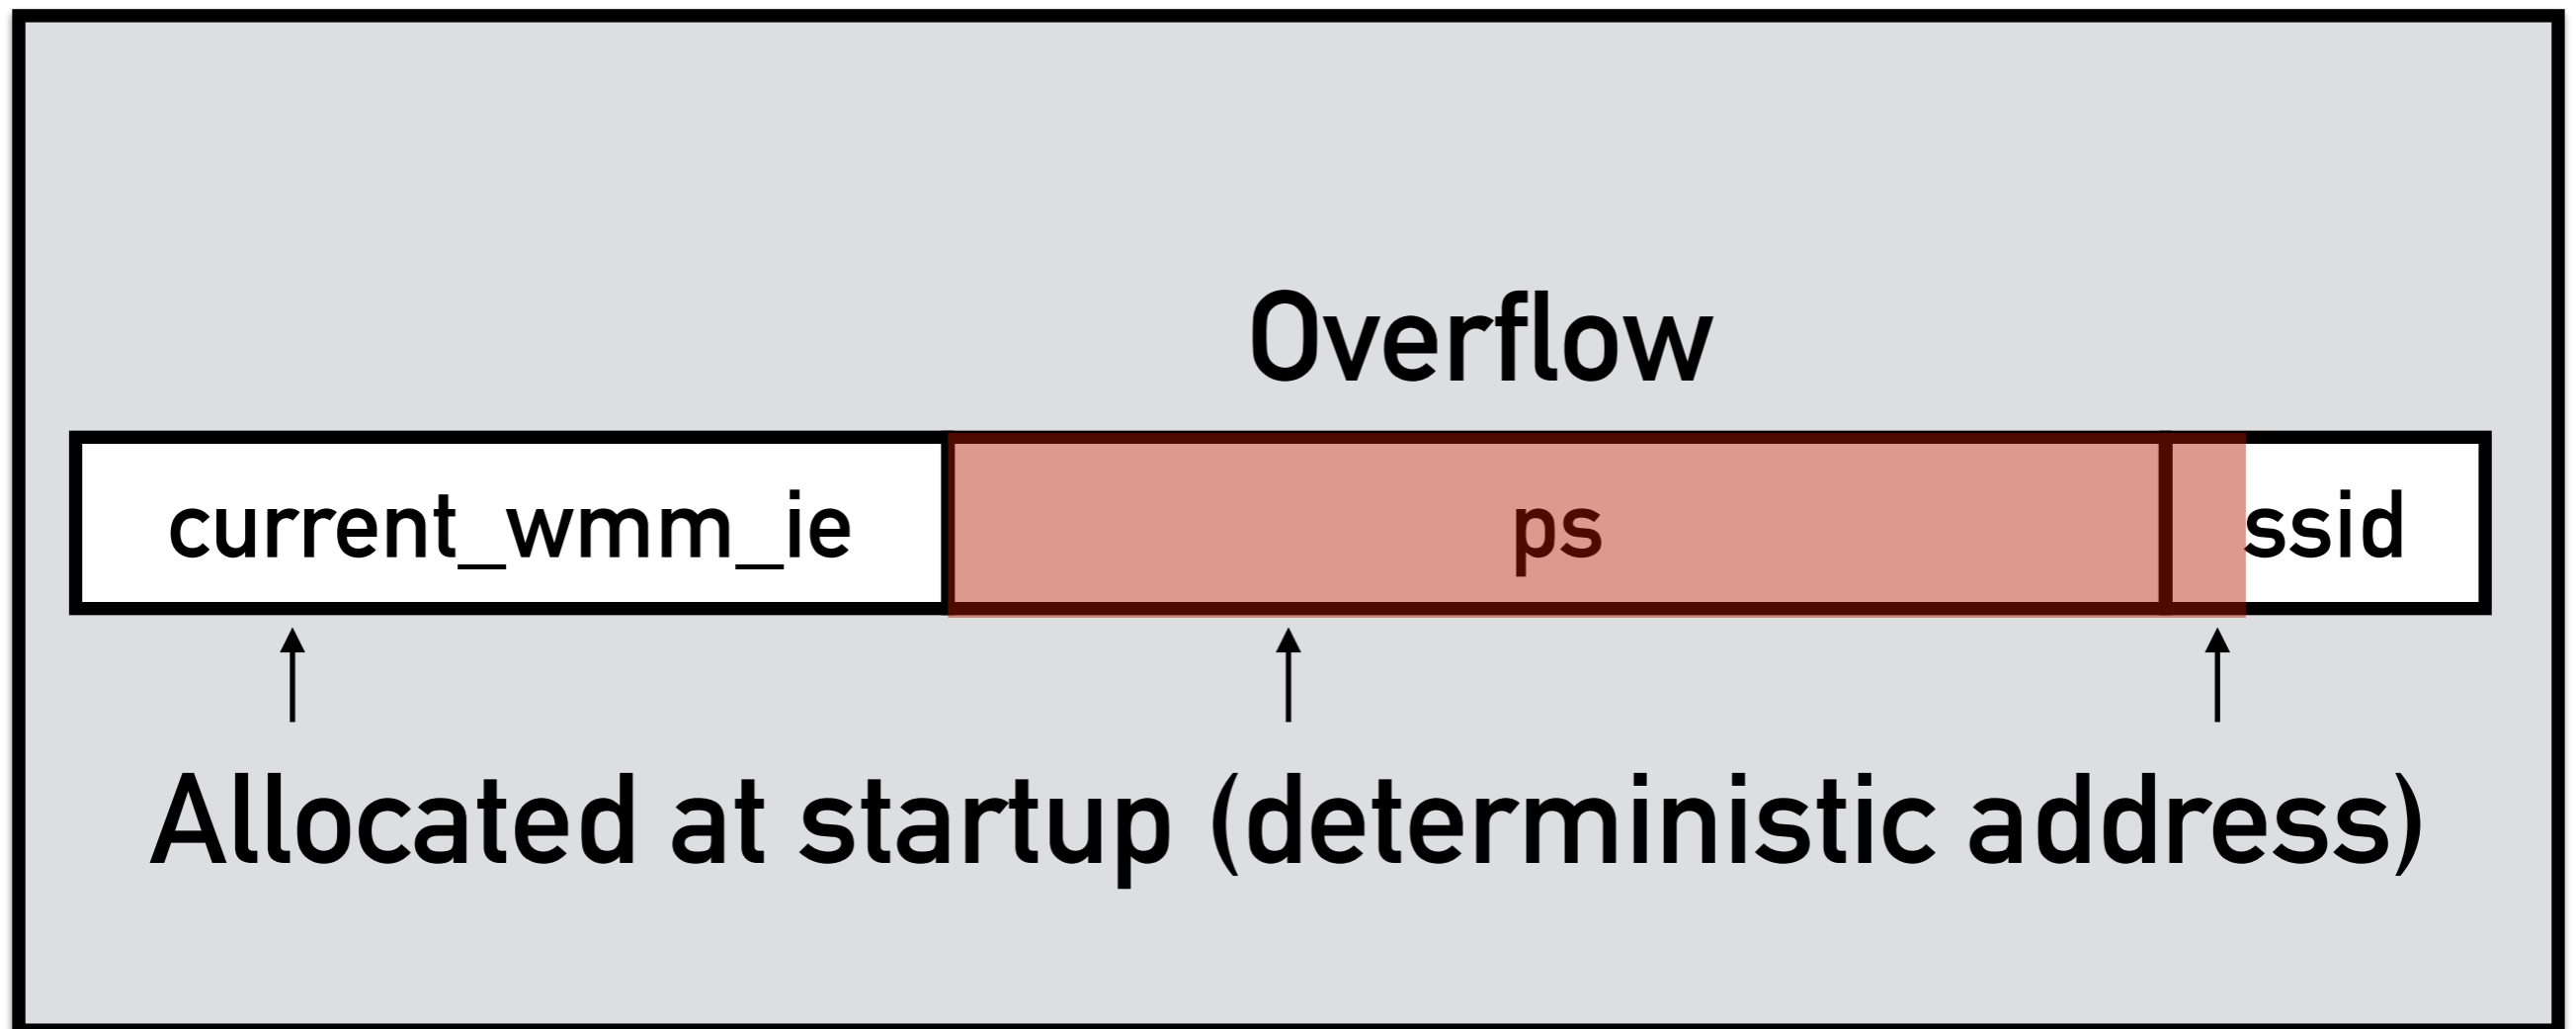 Overflow
current_wmm_ie ps ssid
Allocated at startup (deterministic address)